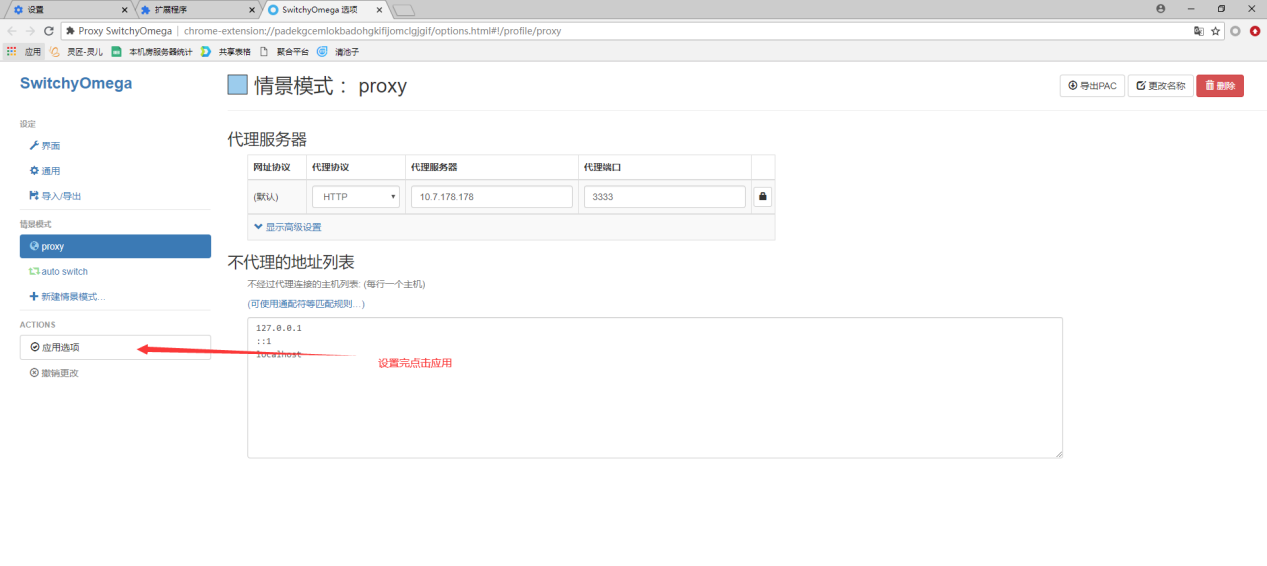 设置
扩展程序
SwitchyOmega 选项
Proxy SwitchyOmega | chrome-extension://padekgcemlokbadohgkifijomclgjgif/options.html#!/profile/proxy
应用 灵匠-灵儿 本机房服务器统计 共享表格 聚合平台 清池子
SwitchyOmega
情景模式： proxy
导出PAC
更改名称
删除
设定
界面
通用
导入/导出
情景模式
proxy
auto switch
新建情景模式…
ACTIONS
应用选项
撤销更改
代理服务器
网址协议 代理协议 代理服务器 代理端口
(默认) HTTP 10.7.178.178 3333
显示高级设置
不代理的地址列表
不经过代理连接的主机列表: (每行一个主机)
(可使用通配符等匹配规则…)
127.0.0.1
::1
localhost
设置完点击应用